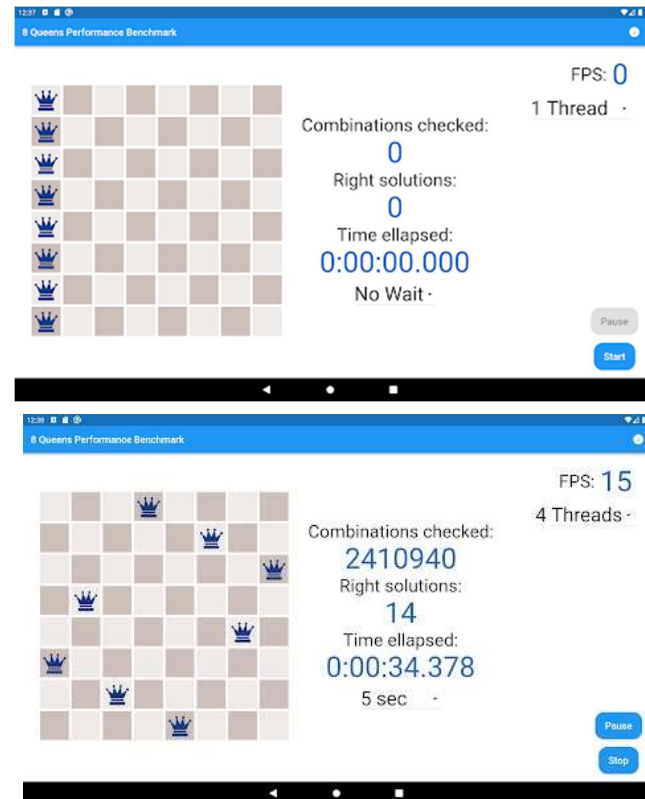 12:37
8 Queens Performance Benchmark
FPS: 0
1 Thread
Combinations checked:
0
Right solutions:
0
Time ellapsed:
0:00:00.000
No Wait
Pause
Start
12:38
8 Queens Performance Benchmark
FPS: 15
4 Threads
Combinations checked:
2410940
Right solutions:
14
Time ellapsed:
0:00:34.378
5 sec
Pause
Stop